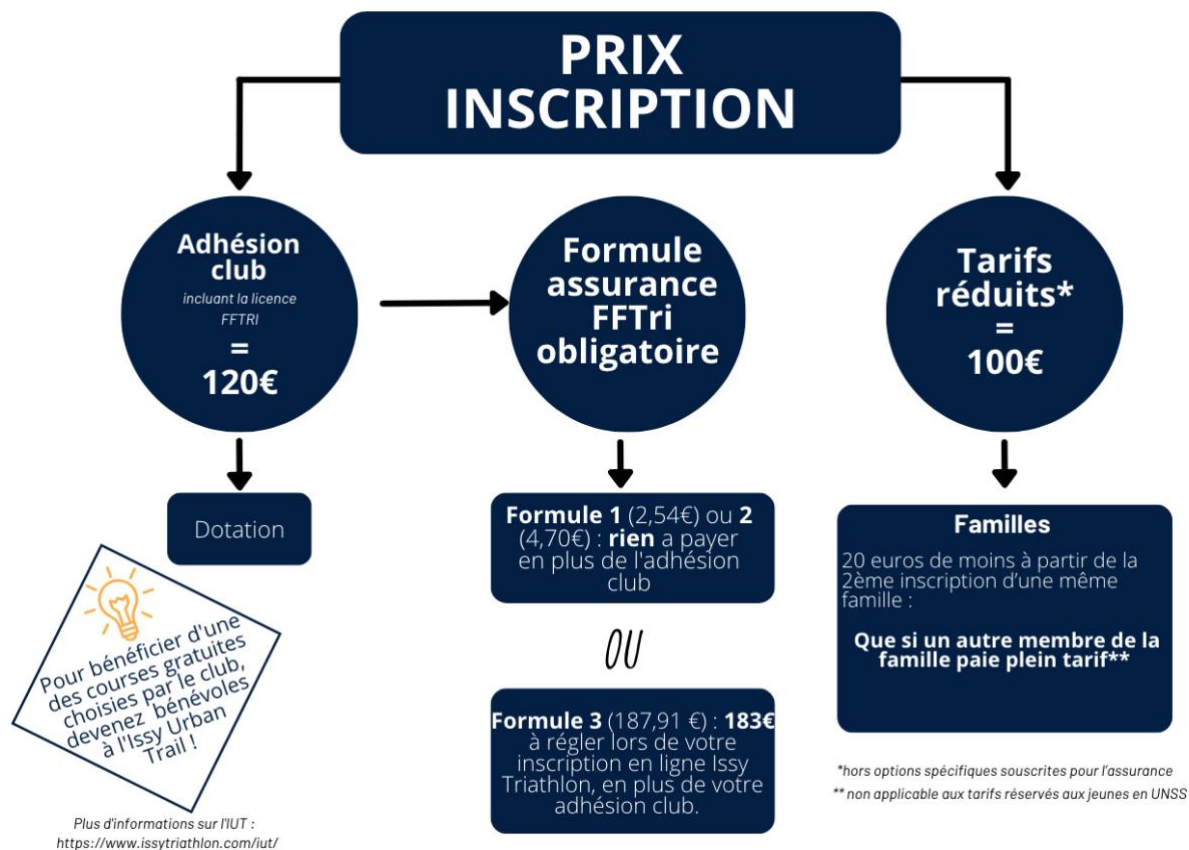 PRIX
INSCRIPTION
Adhésion
club
incluant la licence
FFTRI
=
120€
Formule
assurance
FFTri
obligatoire
Tarifs
réduits*
=
100€
Dotation
Pour bénéficier d'une
des courses gratuites
choisies par le club,
devenez bénévoles
à l'Issy Urban
Trail !
Plus d'informations sur l'IUT :
https://www.issytriathlon.com/iut/
Formule 1 (2,54€) ou 2
(4,70€) : rien a payer
en plus de l'adhésion
club
OU
Formule 3 (187,91 €) : 183€
à régler lors de votre
inscription en ligne Issy
Triathlon, en plus de votre
adhésion club.
Familles
20 euros de moins à partir de la
2ème inscription d'une même
famille :
Que si un autre membre de la
famille paie plein tarif**
*hors options spécifiques souscrites pour l'assurance
** non applicable aux tarifs réservés aux jeunes en UNSS